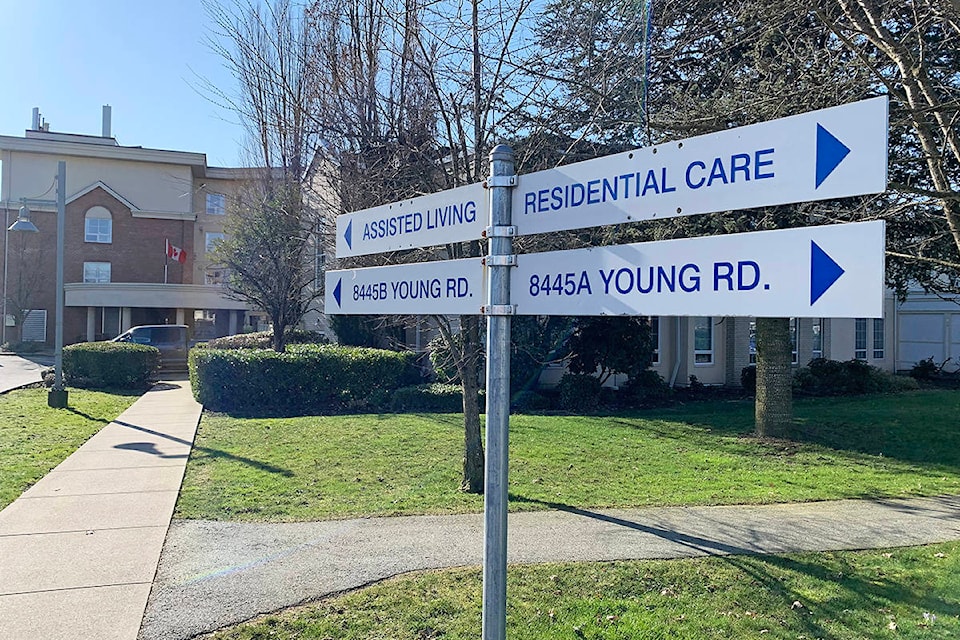 ASSISTED LIVING
RESIDENTIAL CARE
8445B YOUNG RD.
8445A YOUNG RD.